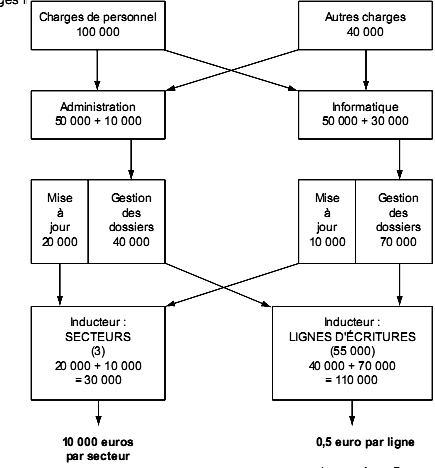 Charges de personnel
100 000
Autres charges
40 000
Administration
50 000 + 10 000
Informatique
50 000 + 30 000
Mise
à
jour
20 000
Gestion
des
dossiers
40 000
Mise
à
jour
10 000
Gestion
des
dossiers
70 000
Inducteur :
SECTEURS
(3)
20 000 + 10 000
= 30 000
Inducteur :
LIGNES D'ÉCRITURES
(55 000)
40 000 + 70 000
= 110 000
10 000 euros
par secteur
0,5 euro par ligne